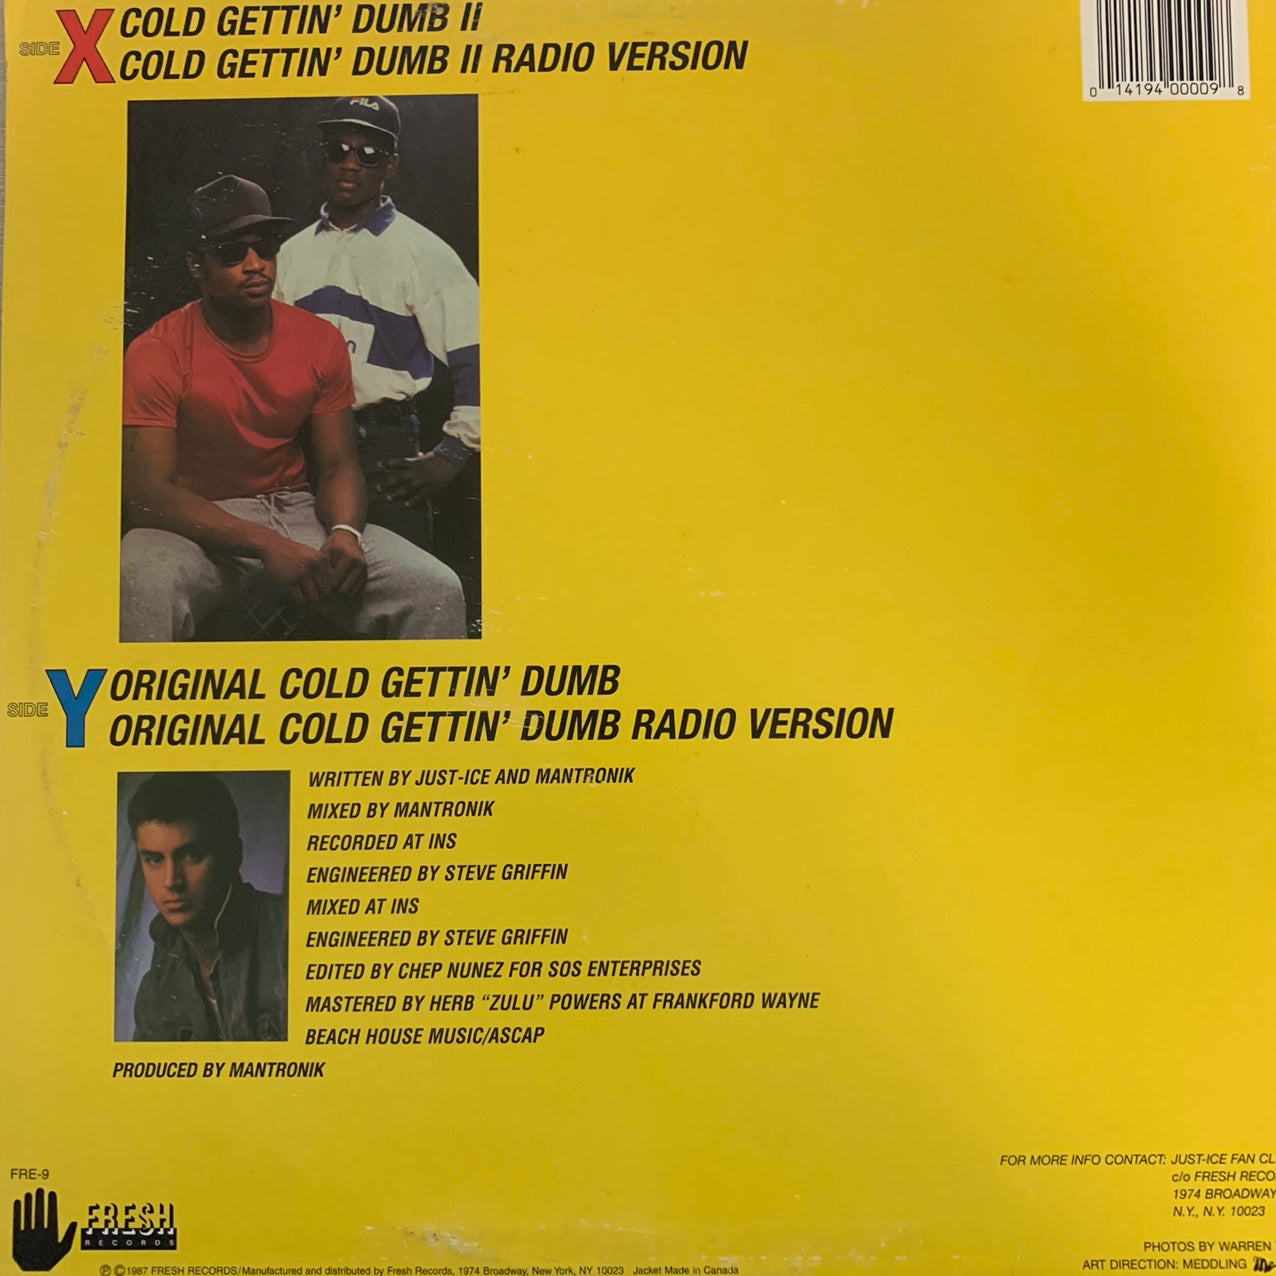 SIDE X COLD GETTIN' DUMB II
COLD GETTIN' DUMB II RADIO VERSION
0 14194 00009 8
FILA
SIDE Y ORIGINAL COLD GETTIN' DUMB
ORIGINAL COLD GETTIN' DUMB RADIO VERSION
WRITTEN BY JUST-ICE AND MANTRONIK
MIXED BY MANTRONIK
RECORDED AT INS
ENGINEERED BY STEVE GRIFFIN
MIXED AT INS
ENGINEERED BY STEVE GRIFFIN
EDITED BY CHEP NUNEZ FOR SOS ENTERPRISES
MASTERED BY HERB "ZULU" POWERS AT FRANKFORD WAYNE
BEACH HOUSE MUSIC/ASCAP
PRODUCED BY MANTRONIK
FOR MORE INFO CONTACT: JUST-ICE FAN CL
c/o FRESH RECO
1974 BROADWAY
N.Y., N.Y. 10023
PHOTOS BY WARREN
ART DIRECTION: MEDDLING
FRE-9
FRESH
RECORDS
℗ ©1987 FRESH RECORDS/Manufactured and distributed by Fresh Records, 1974 Broadway, New York, NY 10023 Jacket Made in Canada